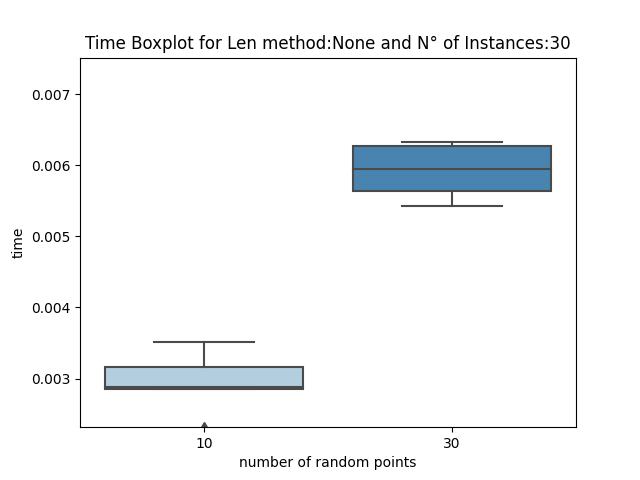 Time Boxplot for Len method:None and N° of Instances:30
0.007
0.006
0.005
0.004
0.003
time
10
30
number of random points